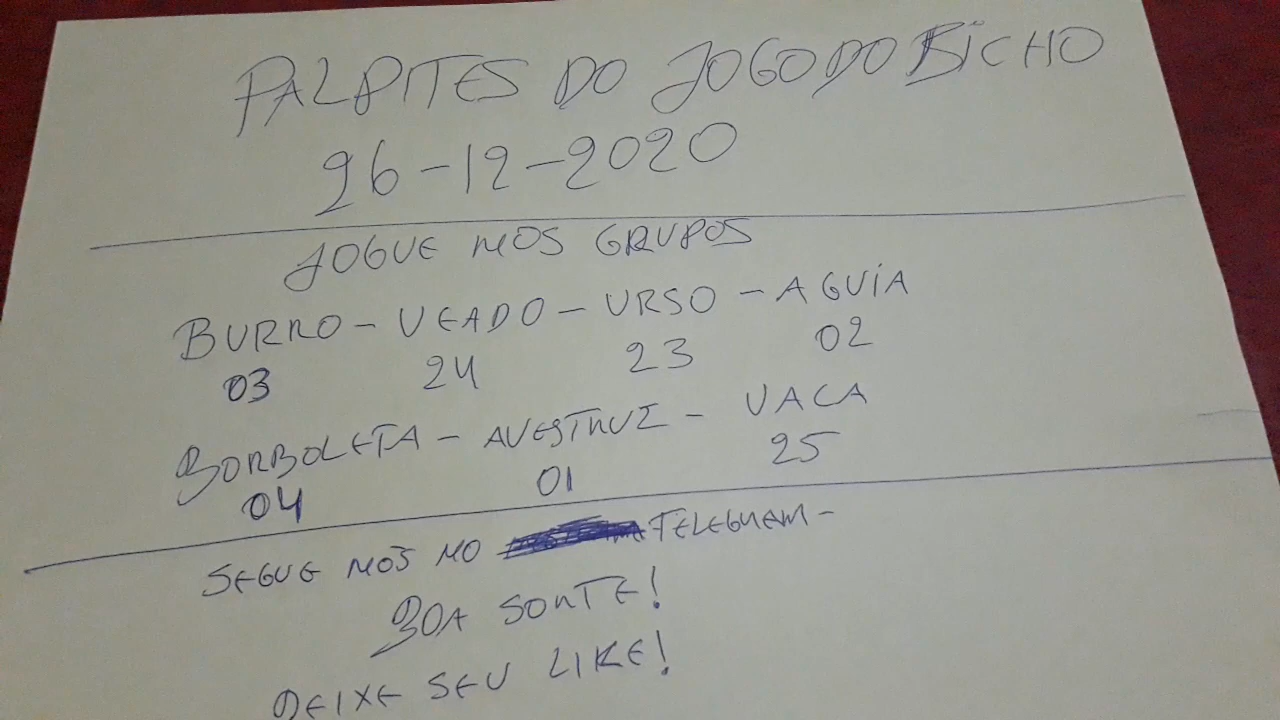 PALPITES DO JOGO DO BICHO
26-12-2020
JOGUE NOS GRUPOS
BURRO - VEADO - URSO - AGUIA
03 24 23 02
BORBOLETA - AVESTRUZ - VACA
04 01 25
SEGUE NOS NO TELEGRAM -
BOA SORTE!
DEIXE SEU LIKE!